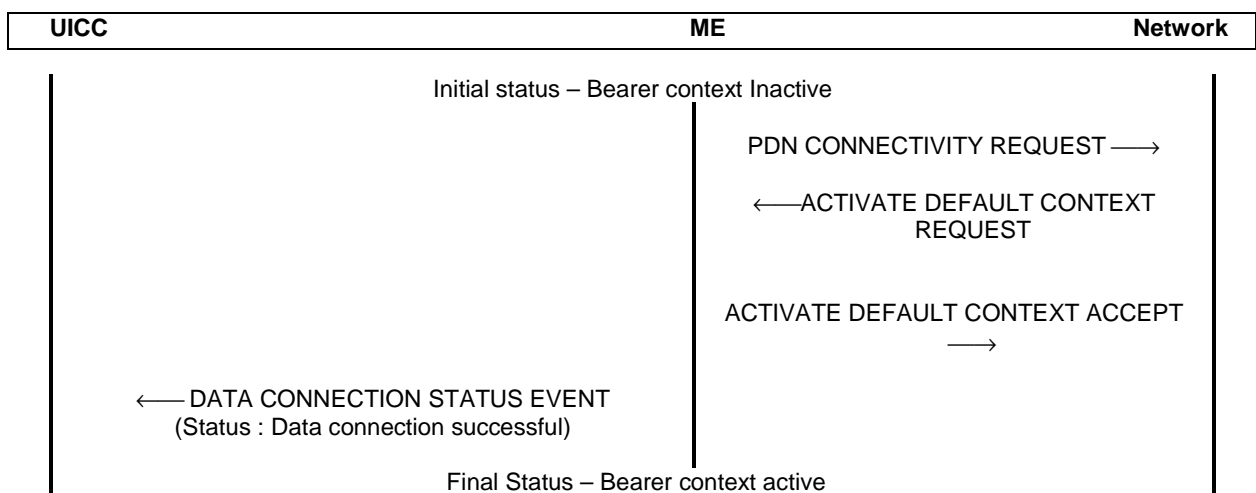 UICC ME Network
Initial status – Bearer context Inactive
PDN CONNECTIVITY REQUEST ⟶
⟵ACTIVATE DEFAULT CONTEXT
REQUEST
ACTIVATE DEFAULT CONTEXT ACCEPT
⟶
⟵ DATA CONNECTION STATUS EVENT
(Status : Data connection successful)
Final Status – Bearer context active